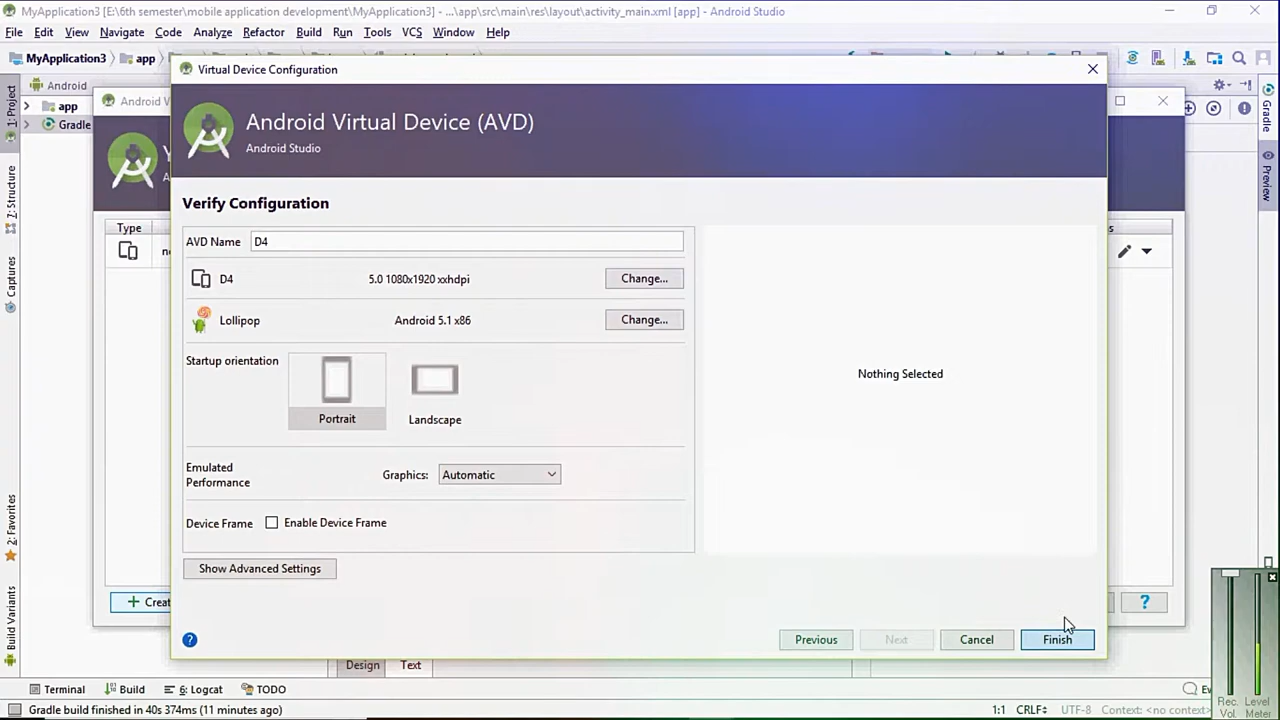 MyApplication3 [E:\6th semester\mobile application development\MyApplication3] - ...\app\src\main\res\layout\activity_main.xml [app] - Android Studio
File Edit View Navigate Code Analyze Refactor Build Run Tools VCS Window Help
MyApplication3 app
Virtual Device Configuration
Android
1: Project
app
Android V
Gradle
Android Virtual Device (AVD)
Android Studio
Y
A
Gradle
Preview
Z: Structure
Captures
2: Favorites
Build Variants
Verify Configuration
Type
s
AVD Name D4
D4 5.0 1080x1920 xxhdpi Change...
Lollipop Android 5.1 x86 Change...
Startup orientation
Portrait
Landscape
Nothing Selected
Emulated
Performance
Graphics: Automatic
Device Frame Enable Device Frame
Show Advanced Settings
+ Creat
?
? Previous Next Cancel Finish
Design Text
Terminal Build 6: Logcat TODO Ev
Gradle build finished in 40s 374ms (11 minutes ago) 1:1 CRLF UTF-8 Context: <no context>
Rec. Vol
Level Meter